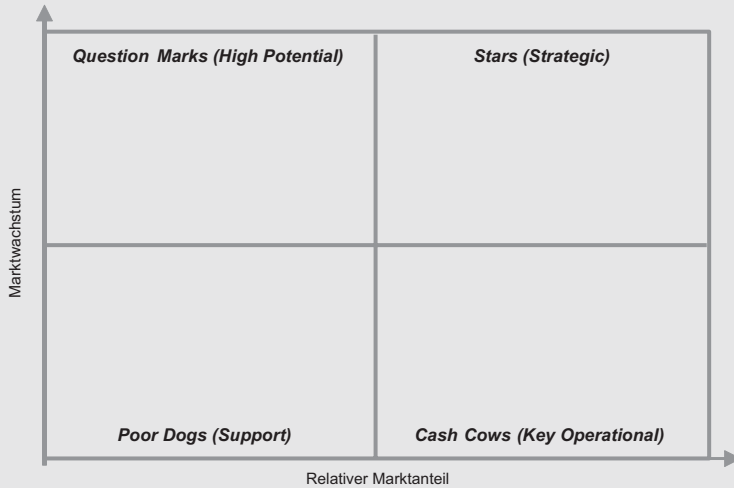 Question Marks (High Potential)
Stars (Strategic)
Marktwachstum
Poor Dogs (Support)
Cash Cows (Key Operational)
Relativer Marktanteil